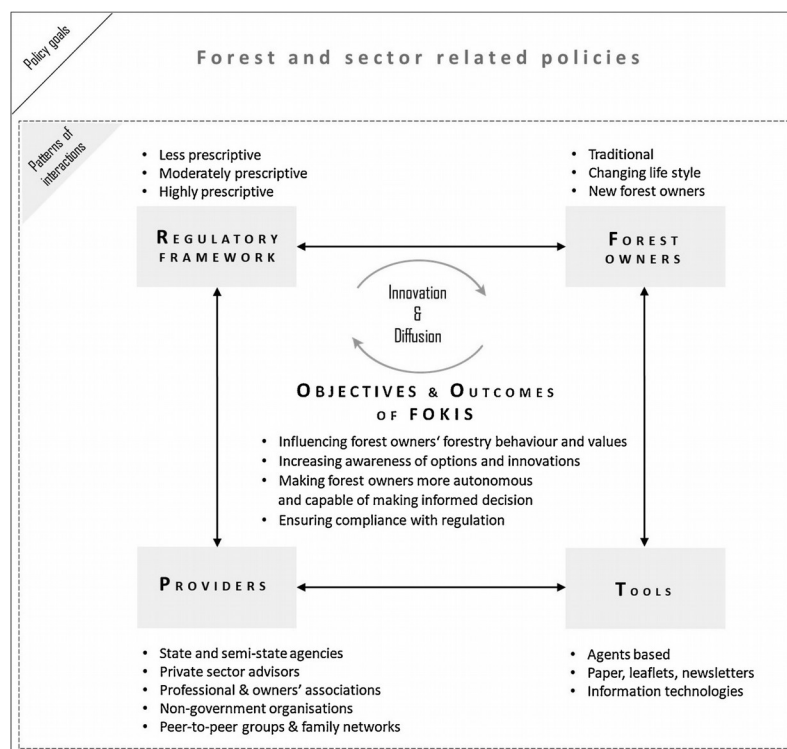 Policy goals
Forest and sector related policies
Patterns of
interactions
• Less prescriptive
• Moderately prescriptive
• Highly prescriptive
• Traditional
• Changing life style
• New forest owners
REGULATORY
FRAMEWORK
FOREST
OWNERS
Innovation
&
Diffusion
OBJECTIVES & OUTCOMES
OF FOKIS
• Influencing forest owners‘ forestry behaviour and values
• Increasing awareness of options and innovations
• Making forest owners more autonomous
and capable of making informed decision
• Ensuring compliance with regulation
PROVIDERS
TOOLS
• State and semi-state agencies
• Private sector advisors
• Professional & owners’ associations
• Non-government organisations
• Peer-to-peer groups & family networks
• Agents based
• Paper, leaflets, newsletters
• Information technologies